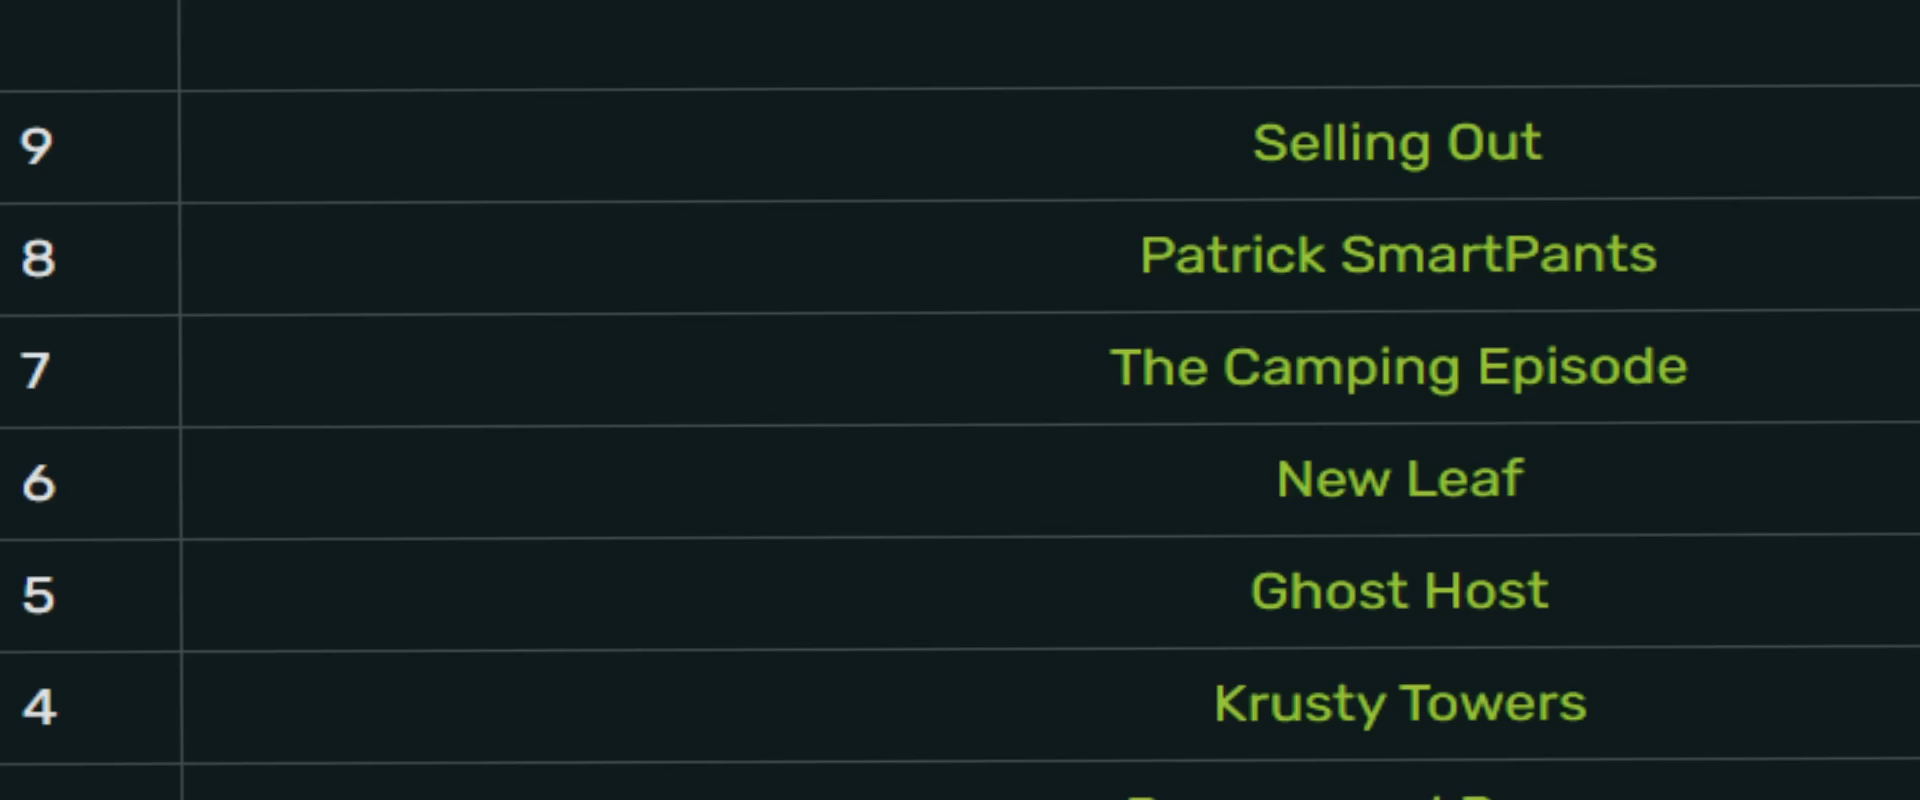 9 Selling Out
8 Patrick SmartPants
7 The Camping Episode
6 New Leaf
5 Ghost Host
4 Krusty Towers